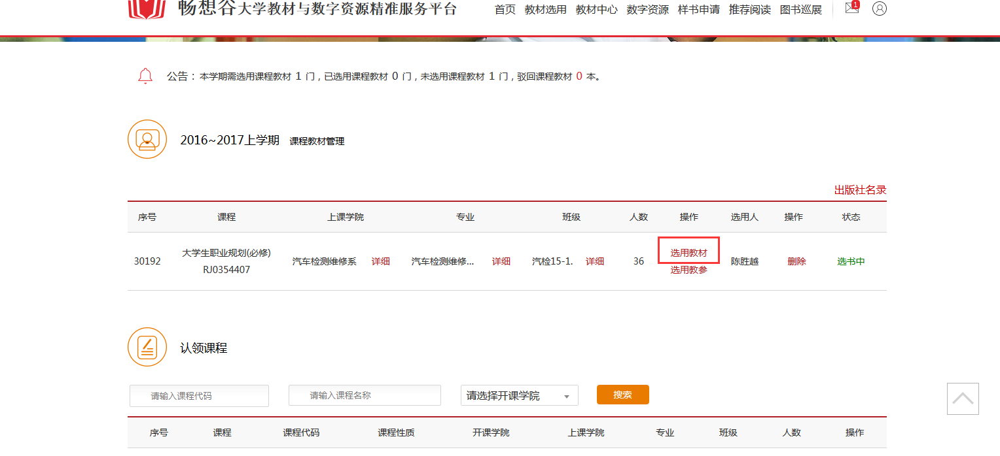 畅想谷大学教材与数字资源精准服务平台 首页 教材选用 教材中心 数字资源 样书申请 推荐阅读 图书巡展 1
公告：本学期需选用课程教材 1 门，已选用课程教材 0 门，未选用课程教材 1 门，驳回课程教材 0 本。
2016~2017上学期 课程教材管理
出版社名录
序号 课程 上课学院 专业 班级 人数 操作 选用人 操作 状态
30192 大学生职业规划(必修) RJ0354407 汽车检测维修系 详细 汽车检测维修... 详细 汽检15-1. 详细 36 选用教材 选用教参 陈胜越 删除 选书中
认领课程
请输入课程代码 请输入课程名称 请选择开课学院 搜索
序号 课程 课程代码 课程性质 开课学院 上课学院 专业 班级 人数 操作